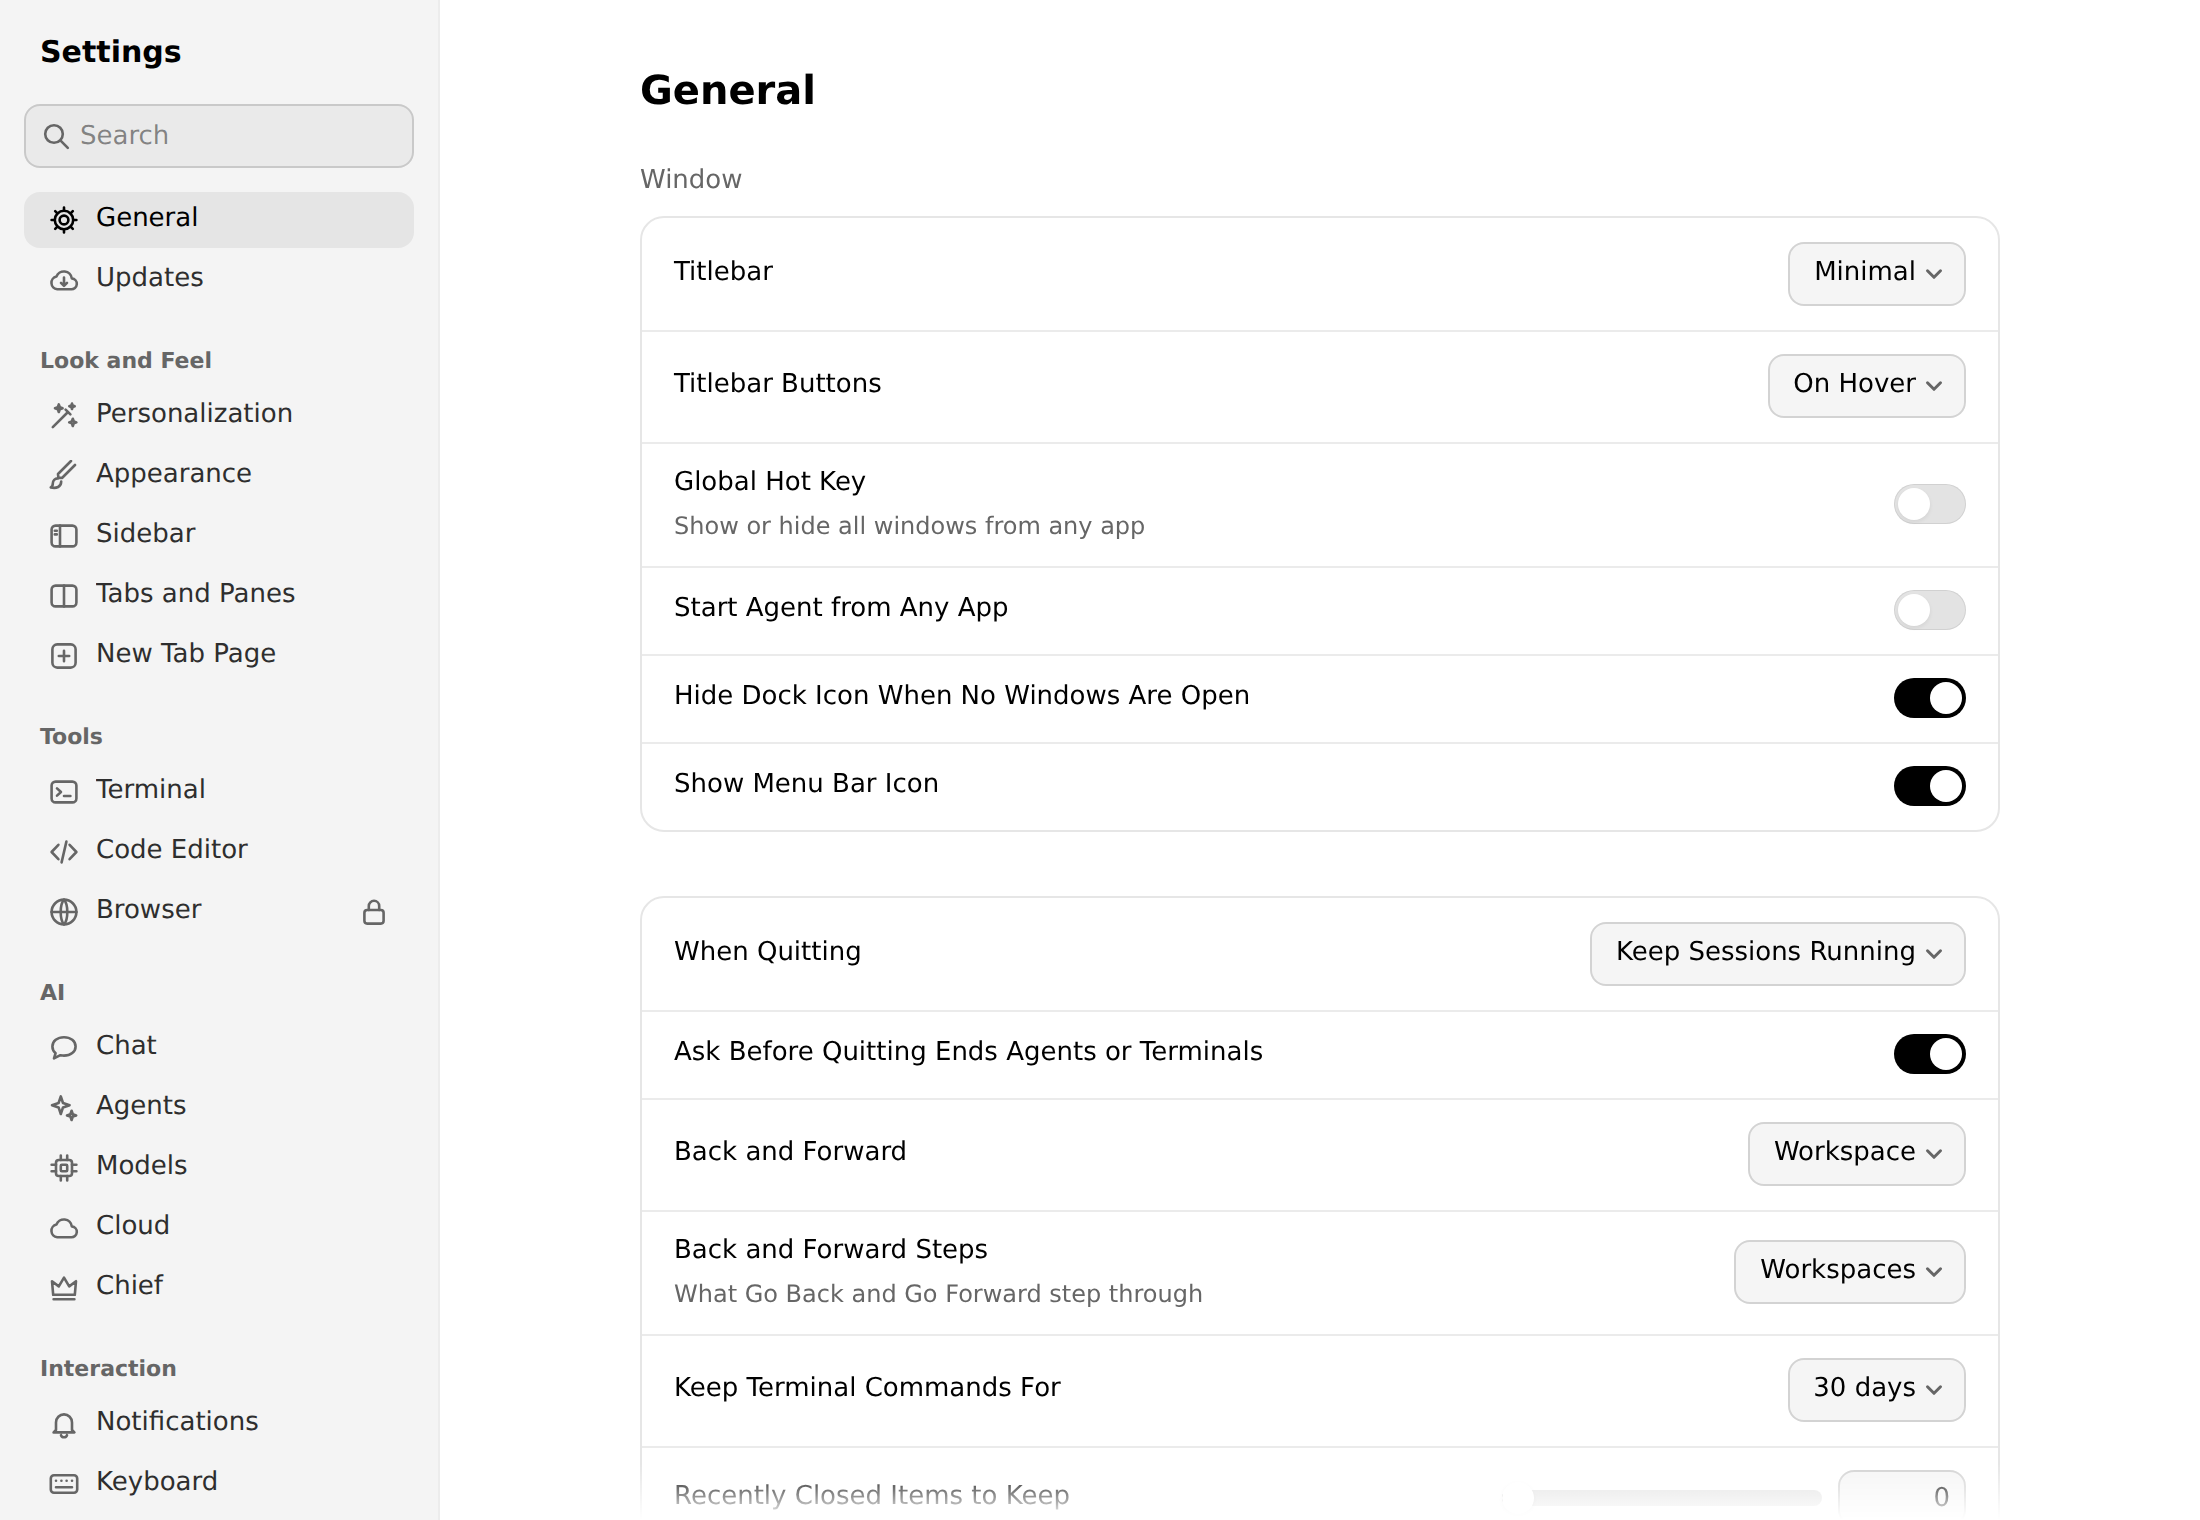 Settings
Search
General
Updates
Look and Feel
Personalization
Appearance
Sidebar
Tabs and Panes
New Tab Page
Tools
Terminal
Code Editor
Browser
AI
Chat
Agents
Models
Cloud
Chief
Interaction
Notifications
Keyboard
General
Window
Titlebar
Minimal
Titlebar Buttons
On Hover
Global Hot Key
Show or hide all windows from any app
Start Agent from Any App
Hide Dock Icon When No Windows Are Open
Show Menu Bar Icon
When Quitting
Keep Sessions Running
Ask Before Quitting Ends Agents or Terminals
Back and Forward
Workspace
Back and Forward Steps
What Go Back and Go Forward step through
Workspaces
Keep Terminal Commands For
30 days
Recently Closed Items to Keep
0